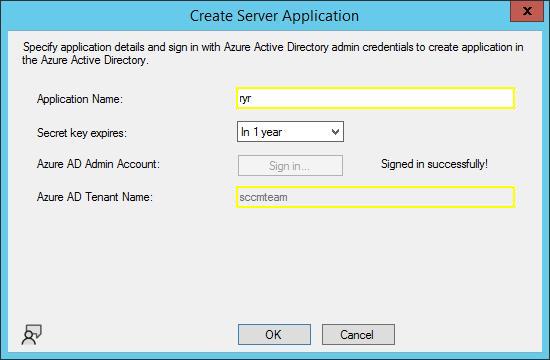 Create Server Application
x
Specify application details and sign in with Azure Active Directory admin credentials to create application in
the Azure Active Directory.
Application Name:
ryr
Secret key expires:
In 1 year
Azure AD Admin Account:
Sign in...
Signed in successfully!
Azure AD Tenant Name:
sccmteam
OK
Cancel